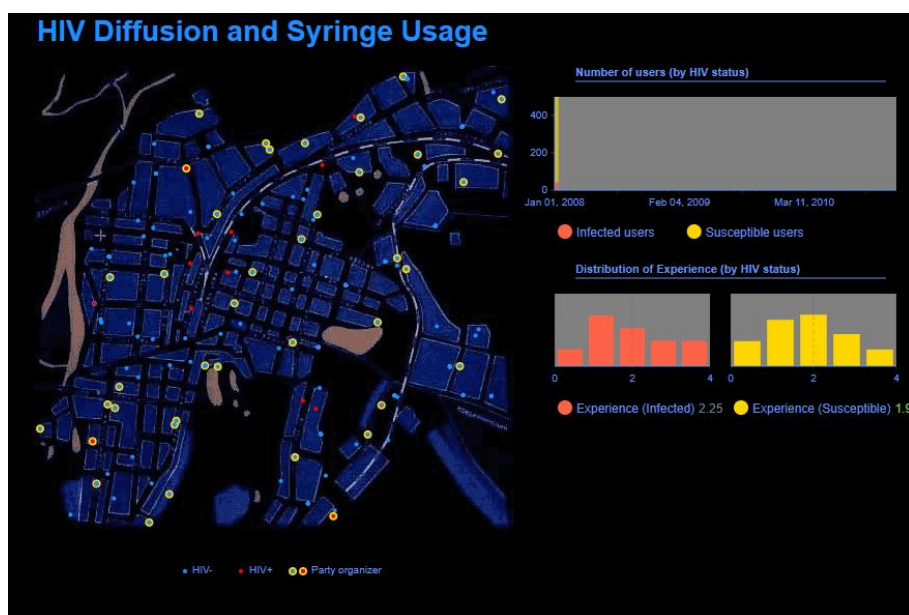 HIV Diffusion and Syringe Usage
Number of users (by HIV status)
400
200
0
Jan 01, 2008 Feb 04, 2009 Mar 11, 2010
Infected users Susceptible users
Distribution of Experience (by HIV status)
0 2 4 0 2 4
Experience (Infected) 2.25 Experience (Susceptible) 1.9
HIV- HIV+ Party organizer